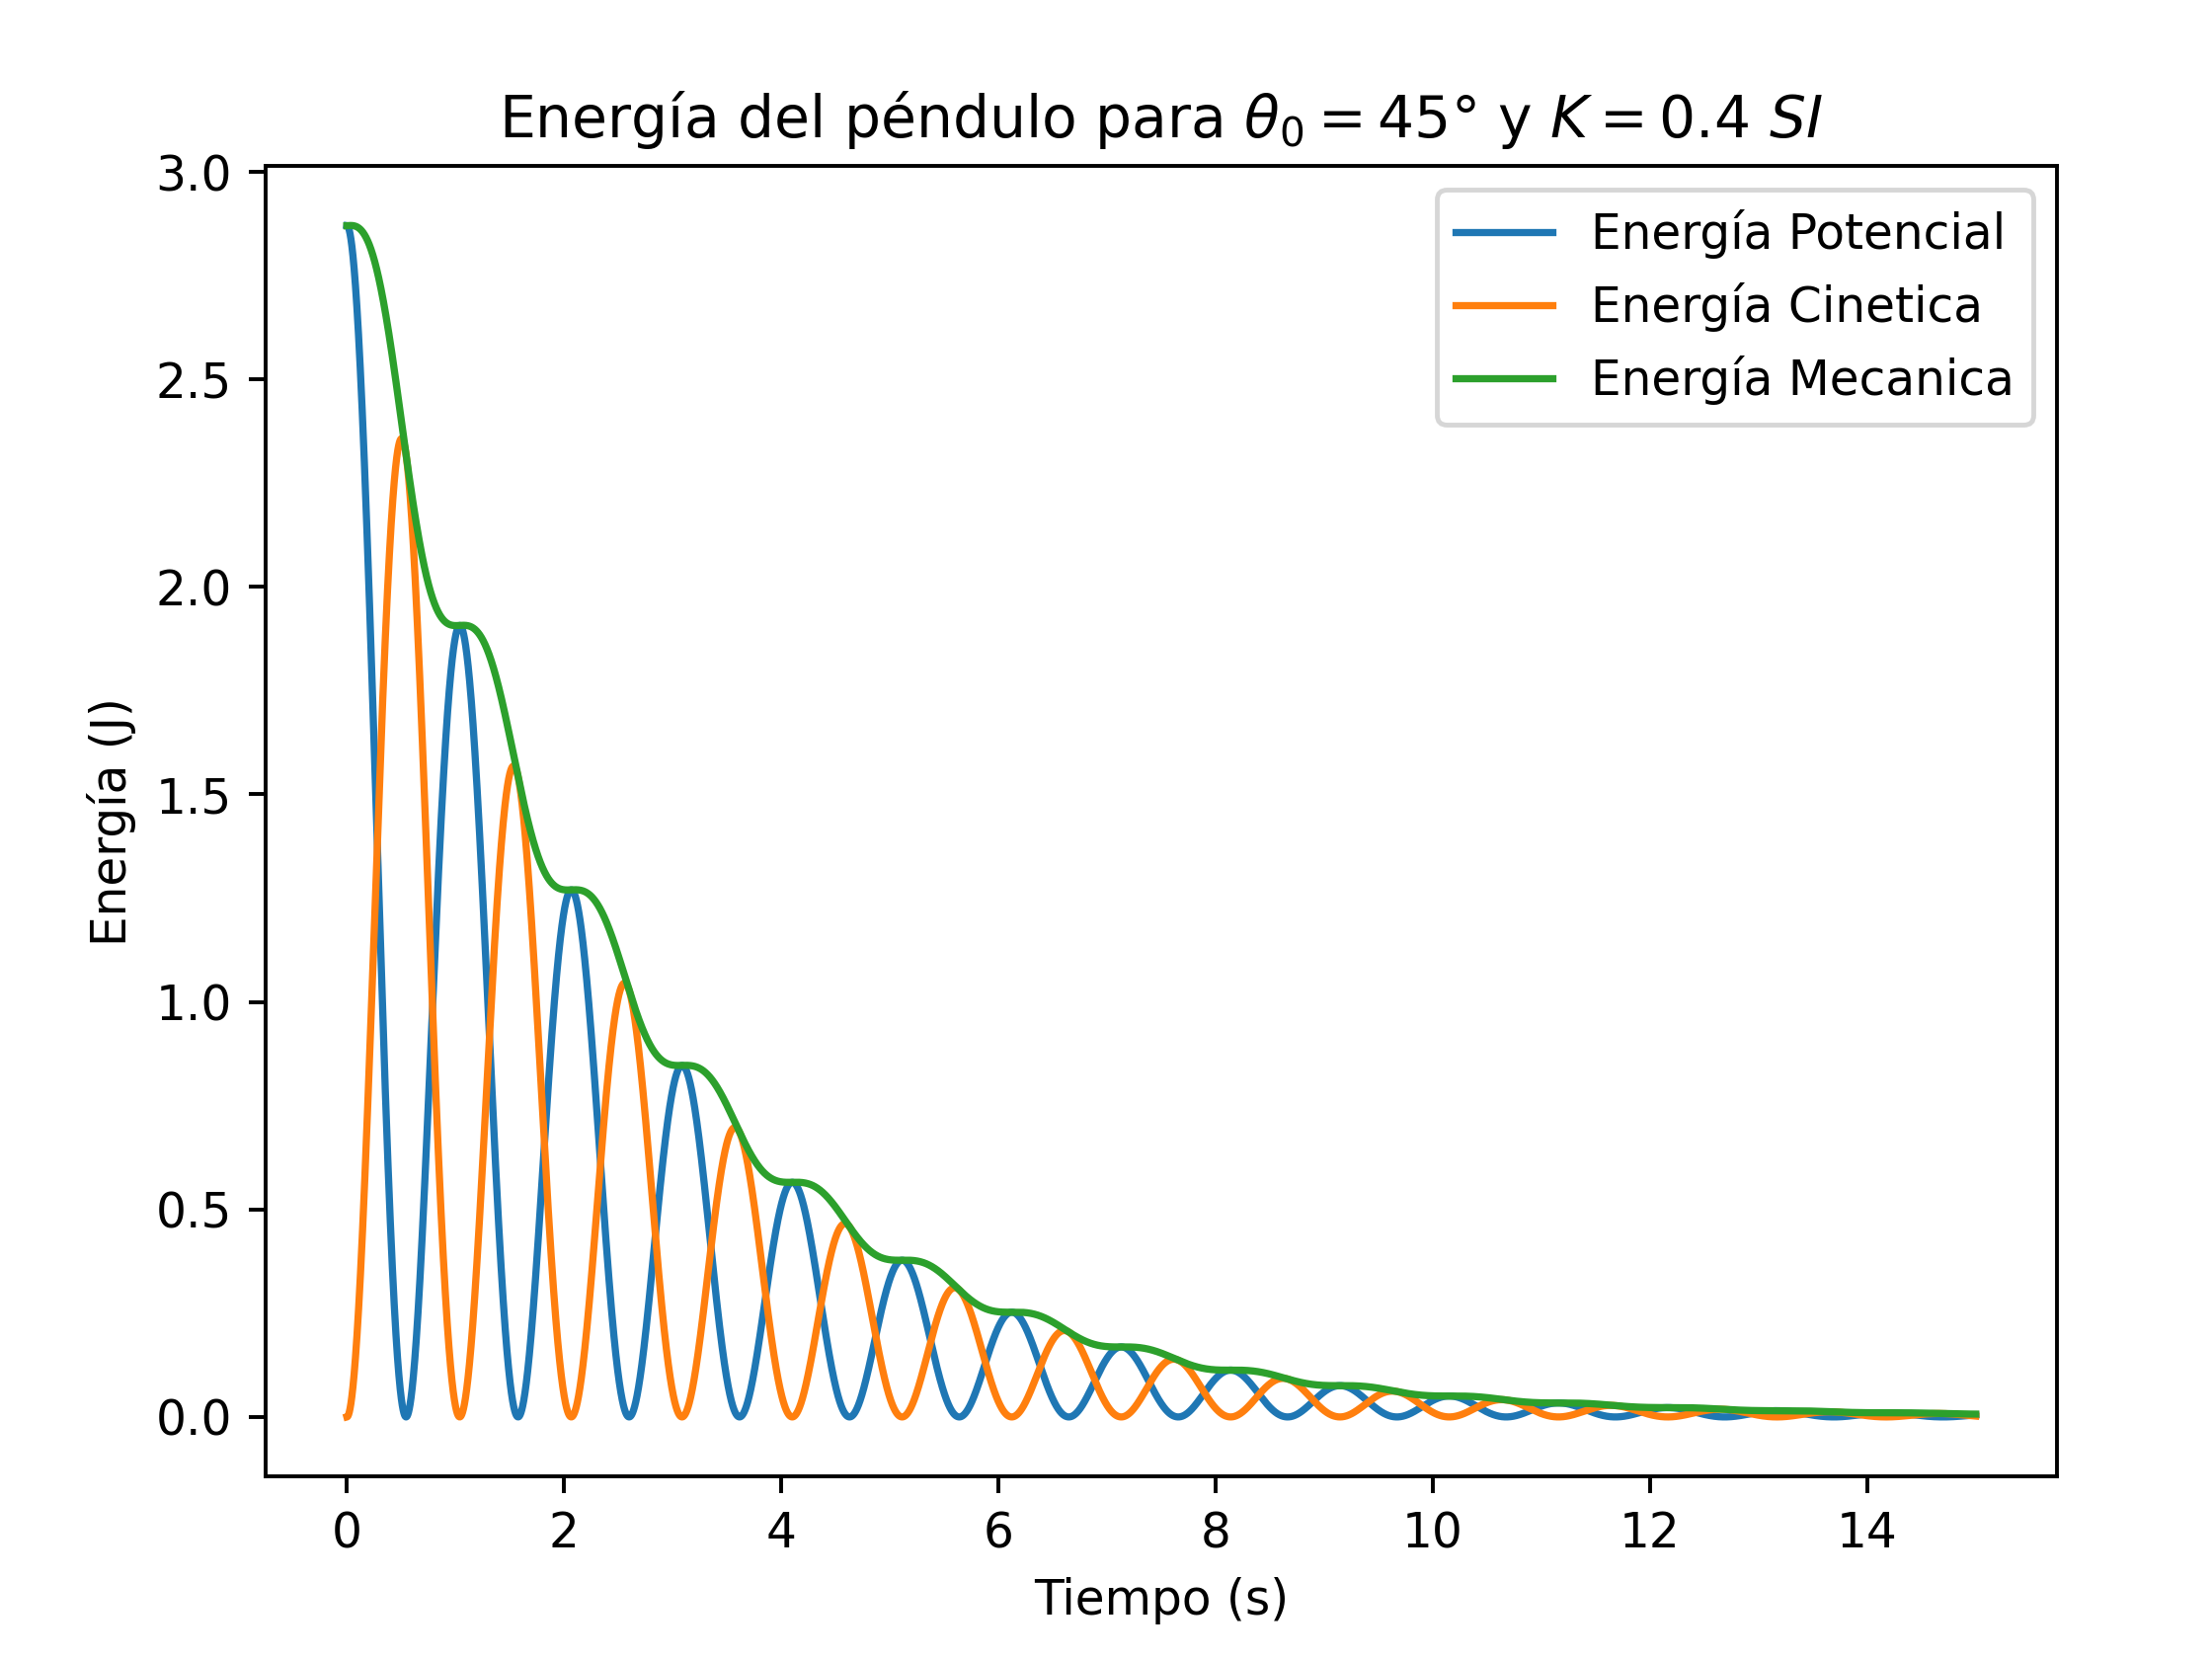 Energía del péndulo para θ₀ = 45° y K = 0.4 SI
Energía Potencial
Energía Cinetica
Energía Mecanica
Energía (J)
3.0
2.5
2.0
1.5
1.0
0.5
0.0
0 2 4 6 8 10 12 14
Tiempo (s)